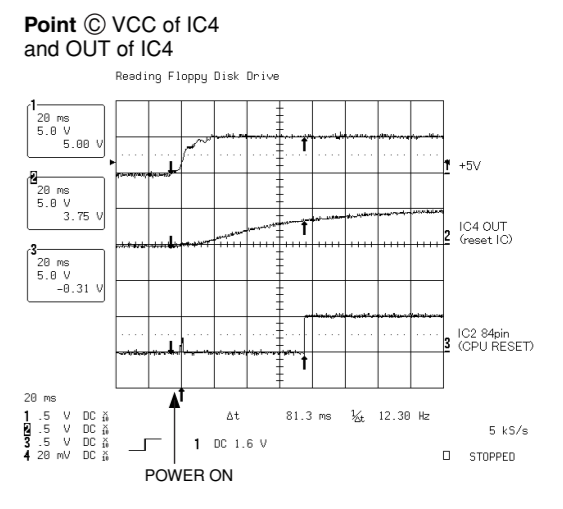 Point Ⓒ VCC of IC4
and OUT of IC4
Reading Floppy Disk Drive
1
20 ms
5.0 V
5.00 V
2
20 ms
5.0 V
3.75 V
3
20 ms
5.0 V
-0.31 V
1 +5V
2 IC4 OUT
(reset IC)
3 IC2 84pin
(CPU RESET)
20 ms
1 .5 V DC
2 .5 V DC
3 .5 V DC
4 20 mV DC
Δt 81.3 ms 1/Δt 12.30 Hz
1 DC 1.6 V
5 kS/s
STOPPED
POWER ON